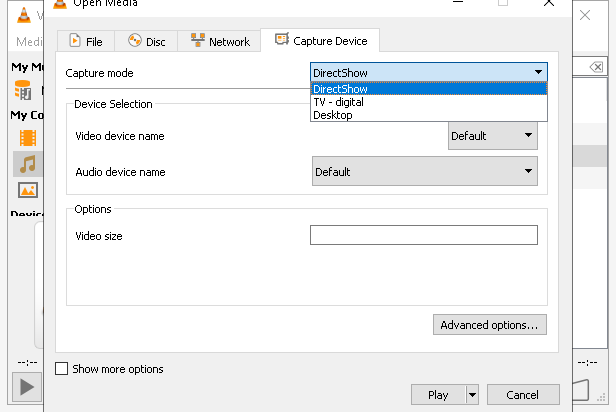 Open Media
Medi
File
Disc
Network
Capture Device
My M
Capture mode
DirectShow
DirectShow
TV - digital
Desktop
My Co
Device Selection
Video device name
Default
Audio device name
Default
Device
Options
Video size
Advanced options...
--:--
Show more options
--:--
Play
Cancel